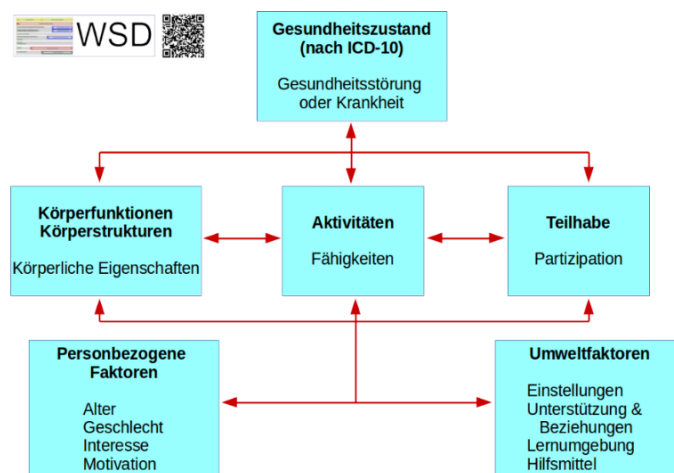 WSD
Gesundheitszustand
(nach ICD-10)
Gesundheitsstörung
oder Krankheit
Körperfunktionen
Körperstrukturen
Körperliche Eigenschaften
Aktivitäten
Fähigkeiten
Teilhabe
Partizipation
Personbezogene
Faktoren
Alter
Geschlecht
Interesse
Motivation
Umweltfaktoren
Einstellungen
Unterstützung &
Beziehungen
Lernumgebung
Hilfsmittel